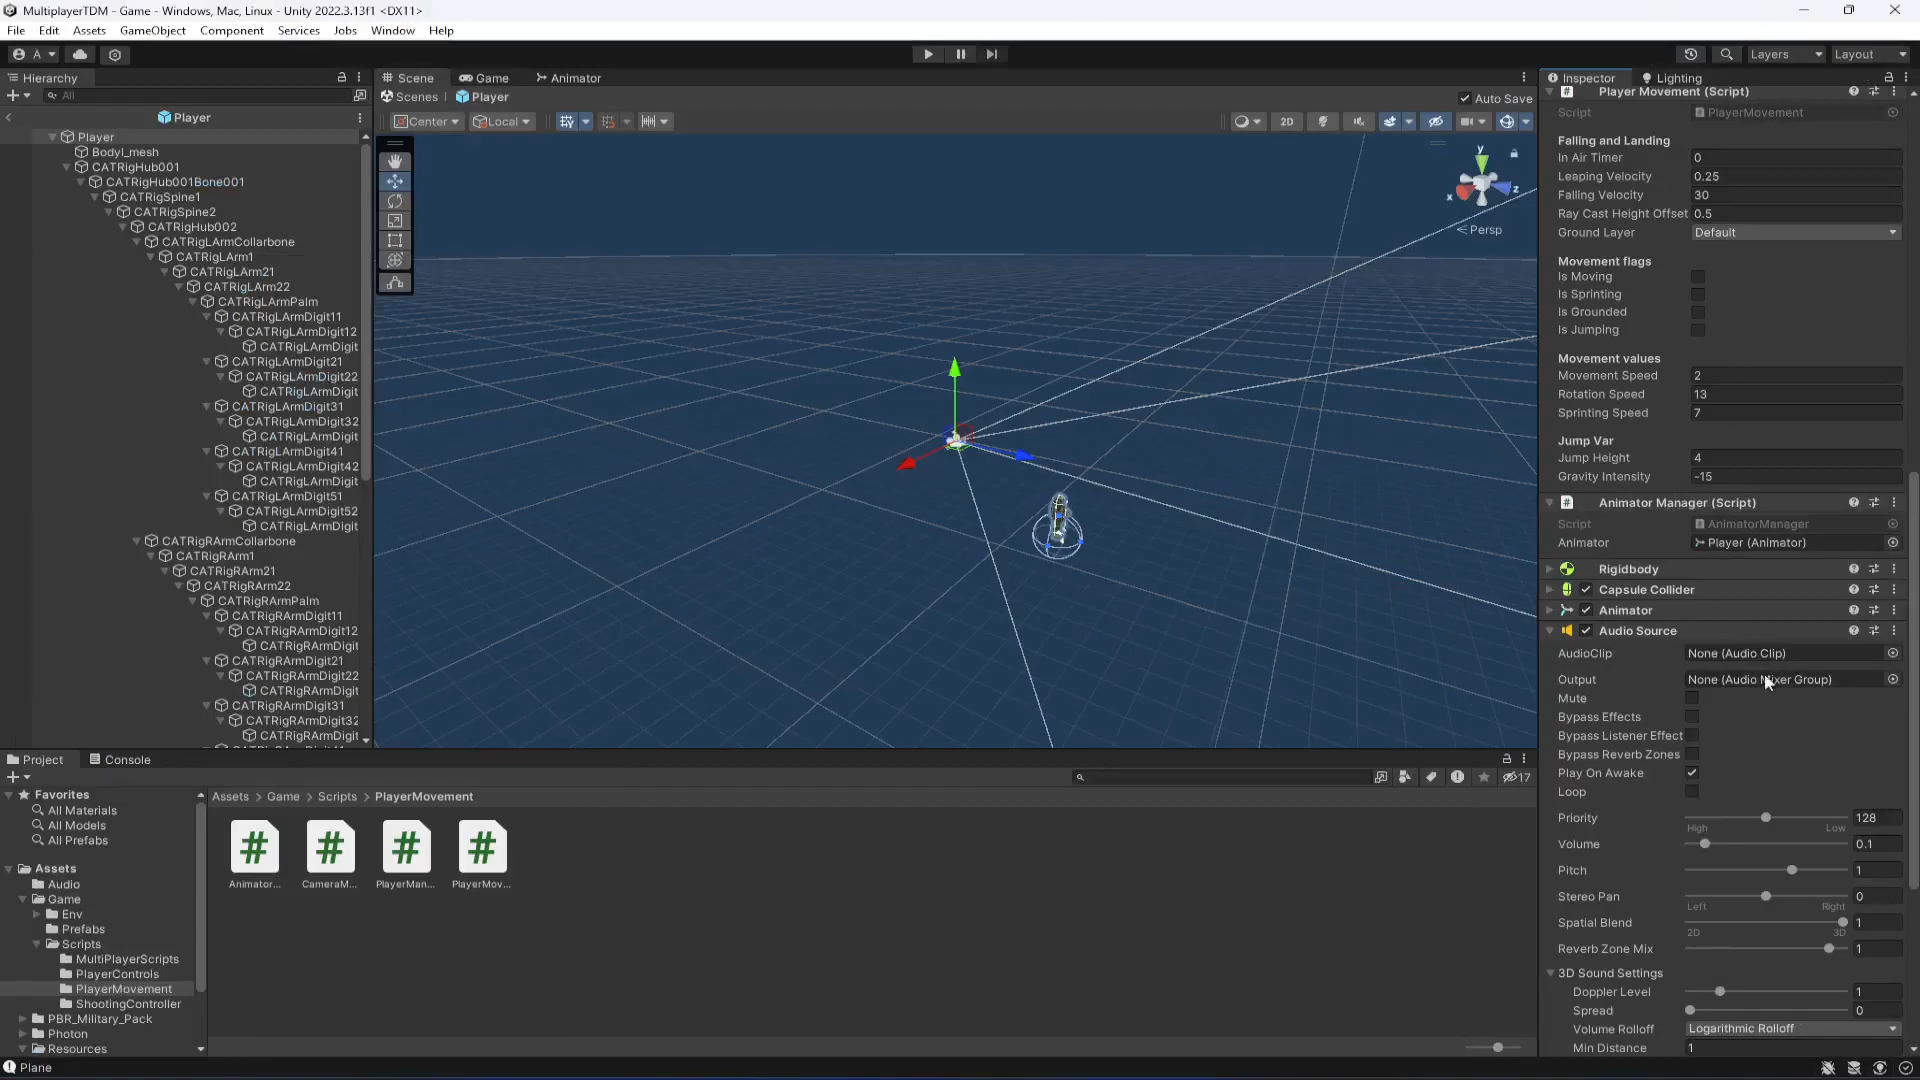 MultiplayerTDM - Game - Windows, Mac, Linux - Unity 2022.3.13f1 <DX11>
File Edit Assets GameObject Component Services Jobs Window Help
A
Layers
Layout
Hierarchy
All
Player
Player
Bodyl_mesh
CATRigHub001
CATRigHub001Bone001
CATRigSpine1
CATRigSpine2
CATRigHub002
CATRigLArmCollarbone
CATRigLArm1
CATRigLArm21
CATRigLArm22
CATRigLArmPalm
CATRigLArmDigit11
CATRigLArmDigit12
CATRigLArmDigit
CATRigLArmDigit21
CATRigLArmDigit22
CATRigLArmDigit
CATRigLArmDigit31
CATRigLArmDigit32
CATRigLArmDigit
CATRigLArmDigit41
CATRigLArmDigit42
CATRigLArmDigit
CATRigLArmDigit51
CATRigLArmDigit52
CATRigLArmDigit
CATRigRArmCollarbone
CATRigRArm1
CATRigRArm21
CATRigRArm22
CATRigRArmPalm
CATRigRArmDigit11
CATRigRArmDigit12
CATRigRArmDigit
CATRigRArmDigit21
CATRigRArmDigit22
CATRigRArmDigit
CATRigRArmDigit31
CATRigRArmDigit32
CATRigRArmDigit
Scene Game Animator
Scenes Player
Auto Save
Center Local
2D
y
x z
Persp
Inspector Lighting
Player Movement (Script)
Script PlayerMovement
Falling and Landing
In Air Timer 0
Leaping Velocity 0.25
Falling Velocity 30
Ray Cast Height Offset 0.5
Ground Layer Default
Movement flags
Is Moving
Is Sprinting
Is Grounded
Is Jumping
Movement values
Movement Speed 2
Rotation Speed 13
Sprinting Speed 7
Jump Var
Jump Height 4
Gravity Intensity -15
Animator Manager (Script)
Script AnimatorManager
Animator Player (Animator)
Rigidbody
Capsule Collider
Animator
Audio Source
AudioClip None (Audio Clip)
Output None (Audio Mixer Group)
Mute
Bypass Effects
Bypass Listener Effect
Bypass Reverb Zones
Play On Awake
Loop
Priority 128
High Low
Volume 0.1
Pitch 1
Stereo Pan 0
Left Right
Spatial Blend 1
2D 3D
Reverb Zone Mix 1
3D Sound Settings
Doppler Level 1
Spread 0
Volume Rolloff Logarithmic Rolloff
Min Distance 1
Project Console
17
Favorites
All Materials
All Models
All Prefabs
Assets
Audio
Game
Env
Prefabs
Scripts
MultiPlayerScripts
PlayerControls
PlayerMovement
ShootingController
PBR_Military_Pack
Photon
Resources
Assets > Game > Scripts > PlayerMovement
Animator... CameraM... PlayerMan... PlayerMov...
Plane